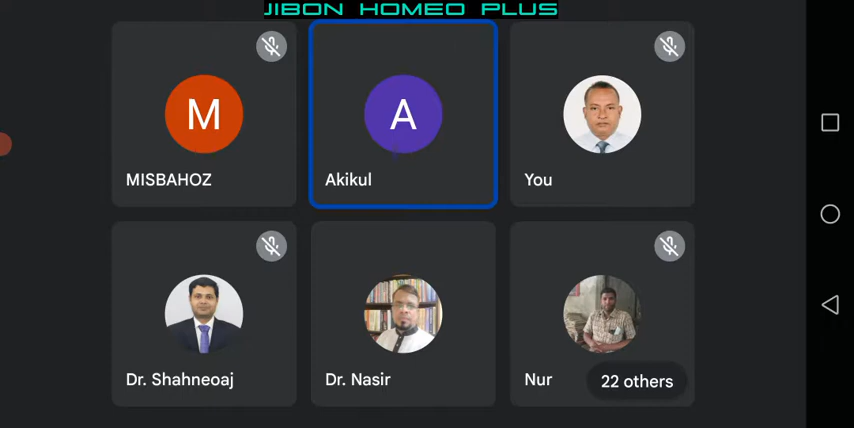 JIBON HOMEO PLUS
M
A
MISBAHOZ
Akikul
You
Dr. Shahneoaj
Dr. Nasir
Nur
22 others